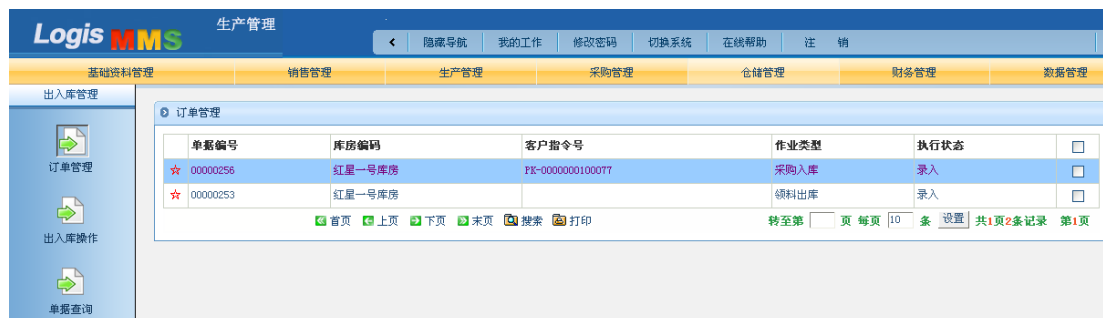 Logis MMS 生产管理
隐藏导航 我的工作 修改密码 切换系统 在线帮助 注 销
基础资料管理 销售管理 生产管理 采购管理 仓储管理 财务管理 数据管理
出入库管理
订单管理
单据编号 库房编码 客户指令号 作业类型 执行状态
订单管理
00000256 红星一号库房 PK-0000000100077 采购入库 录入
00000253 红星一号库房 领料出库 录入
首页 上页 下页 末页 搜索 打印 转至第 页 每页 10 条 设置 共1页2条记录 第1页
出入库操作
单据查询